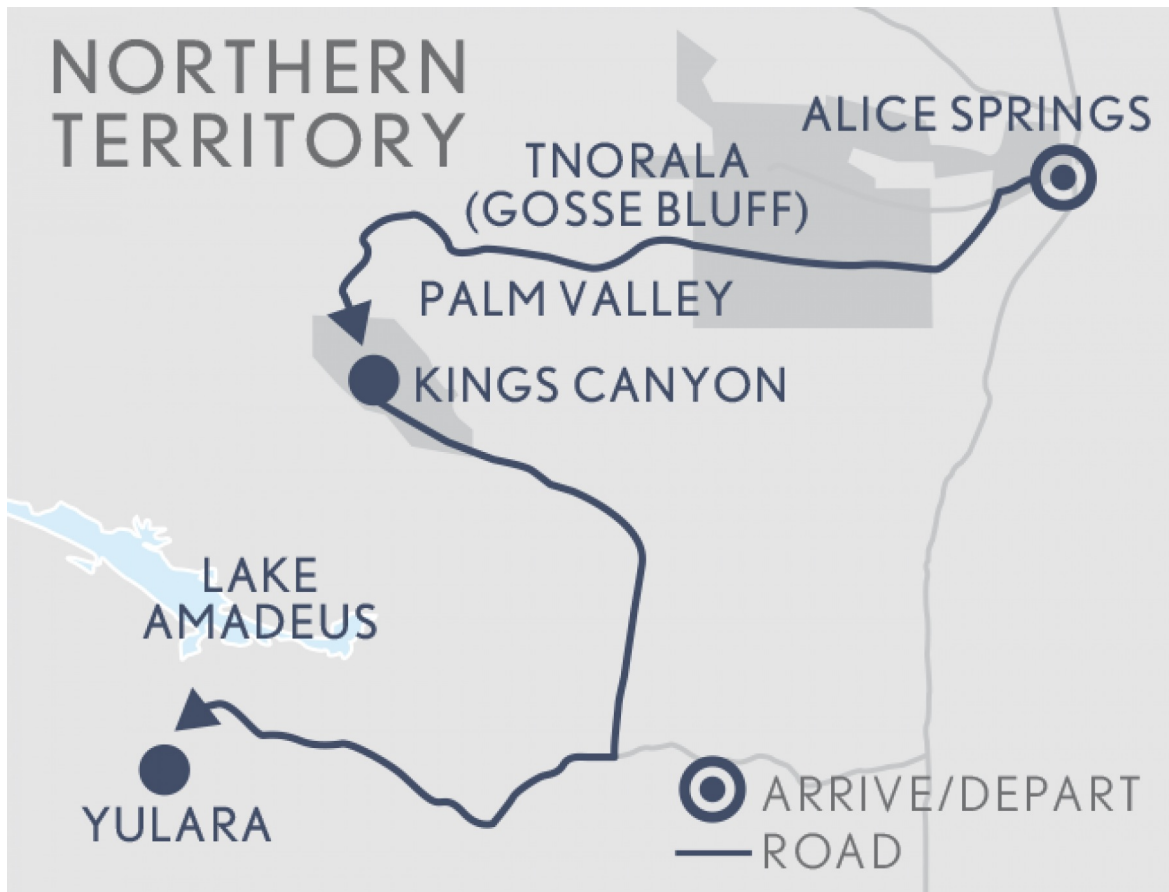 NORTHERN
TERRITORY
ALICE SPRINGS
TNORALA
(GOSSE BLUFF)
PALM VALLEY
KINGS CANYON
LAKE
AMADEUS
YULARA
ARRIVE/DEPART
ROAD